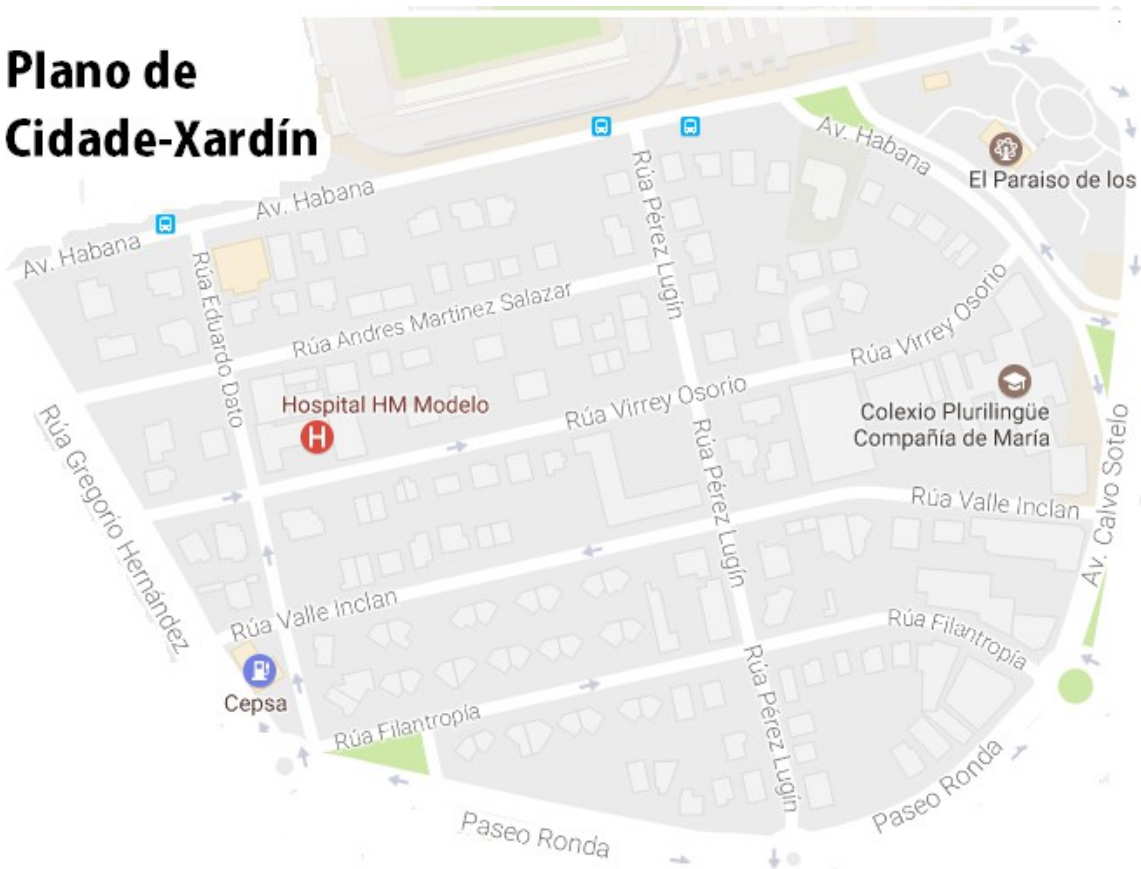 Plano de
Cidade-Xardín
Av. Habana
Av. Habana
Av. Habana
El Paraiso de los
Rúa Eduardo Dato
Rúa Pérez Lugín
Rúa Andres Martinez Salazar
Rúa Virrey Osorio
Rúa Virrey Osorio
Hospital HM Modelo
H
Colexio Plurilingüe
Compañía de María
Rúa Gregorio Hernández
Rúa Pérez Lugín
Av. Calvo Sotelo
Rúa Valle Inclan
Rúa Valle Inclan
Rúa Filantropía
Cepsa
Rúa Filantropía
Rúa Pérez Lugín
Paseo Ronda
Paseo Ronda